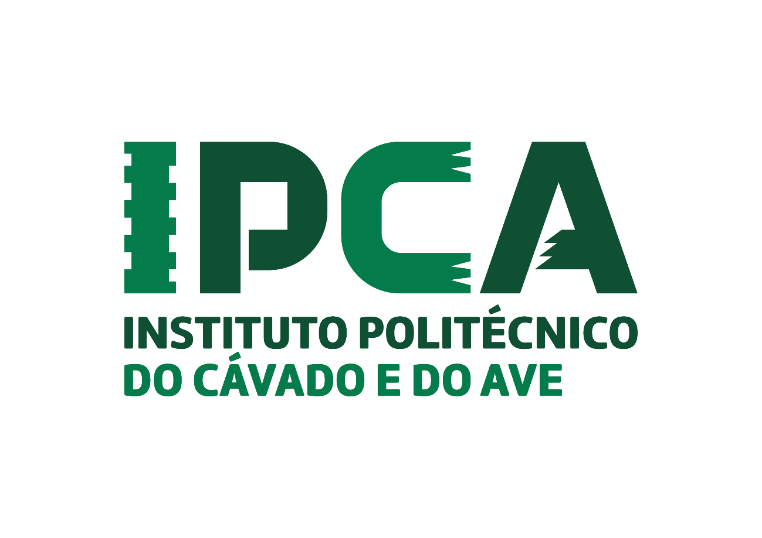 IPCA
INSTITUTO POLITÉCNICO
DO CÁVADO E DO AVE